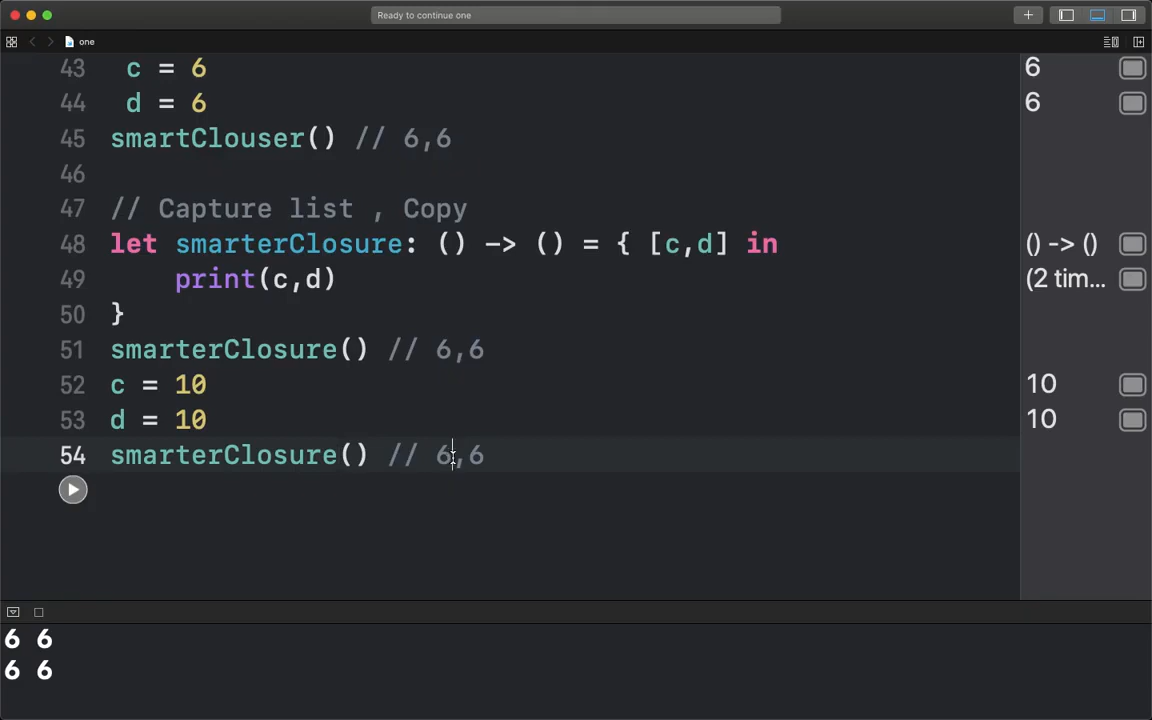 Ready to continue one
one
43 c = 6 6
44 d = 6 6
45 smartClouser() // 6,6
46
47 // Capture list , Copy
48 let smarterClosure: () -> () = { [c,d] in () -> ()
49 print(c,d) (2 tim...
50 }
51 smarterClosure() // 6,6
52 c = 10 10
53 d = 10 10
54 smarterClosure() // 6,6
6 6
6 6